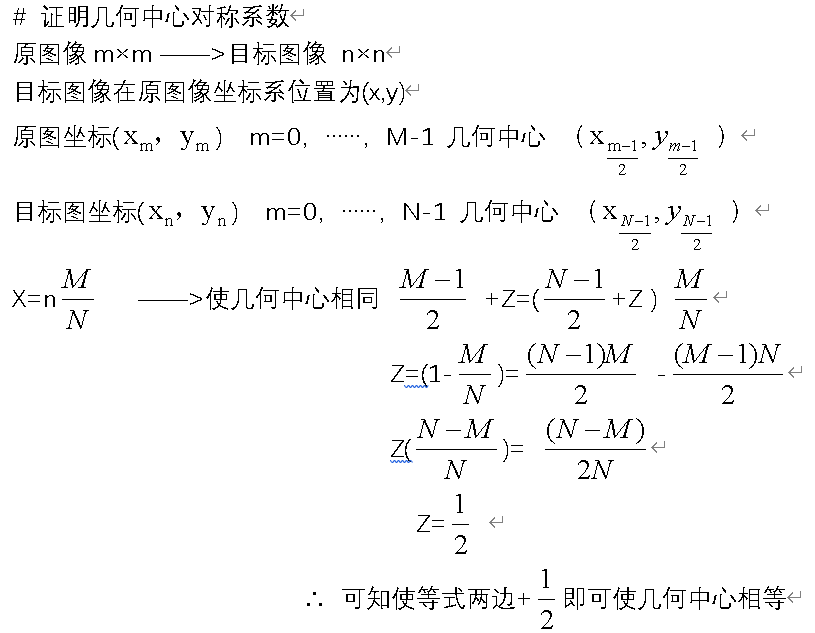 # 证明几何中心对称系数
原图像 m×m ——>目标图像 n×n
目标图像在原图像坐标系位置为(x,y)
原图坐标(x_m，y_m) m=0, ……, M-1 几何中心 (x_{\frac{m-1}{2}}, y_{\frac{m-1}{2}})
目标图坐标(x_n，y_n) m=0, ……, N-1 几何中心 (x_{\frac{N-1}{2}}, y_{\frac{N-1}{2}})
X=n\frac{M}{N} ——>使几何中心相同 \frac{M-1}{2} +Z=(\frac{N-1}{2}+Z) \frac{M}{N}
Z=(1-\frac{M}{N})=\frac{(N-1)M}{2} -\frac{(M-1)N}{2}
Z(\frac{N-M}{N})= \frac{(N-M)}{2N}
Z=\frac{1}{2}
∴ 可知使等式两边+\frac{1}{2}即可使几何中心相等